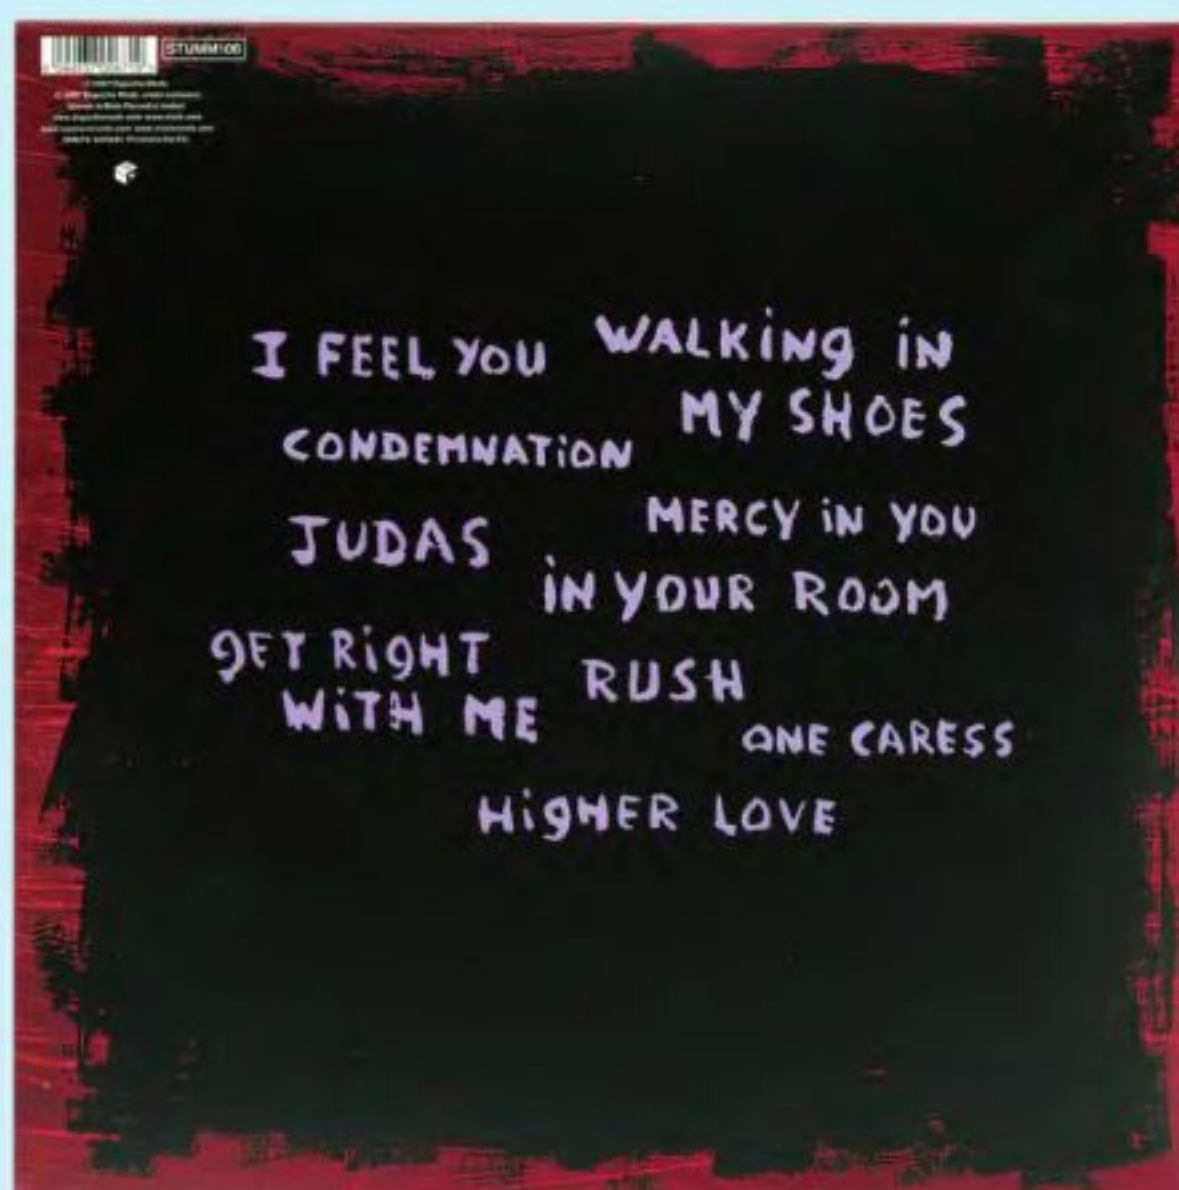 STUMM106
I FEEL YOU
WALKiNg iN
MY SHOES
CONDEMNATiON
MERCY iN YOU
JUDAS
iN YOUR ROOM
gET RigHT
WiTH ME
RUSH
ONE CARESS
HigHER LOVE